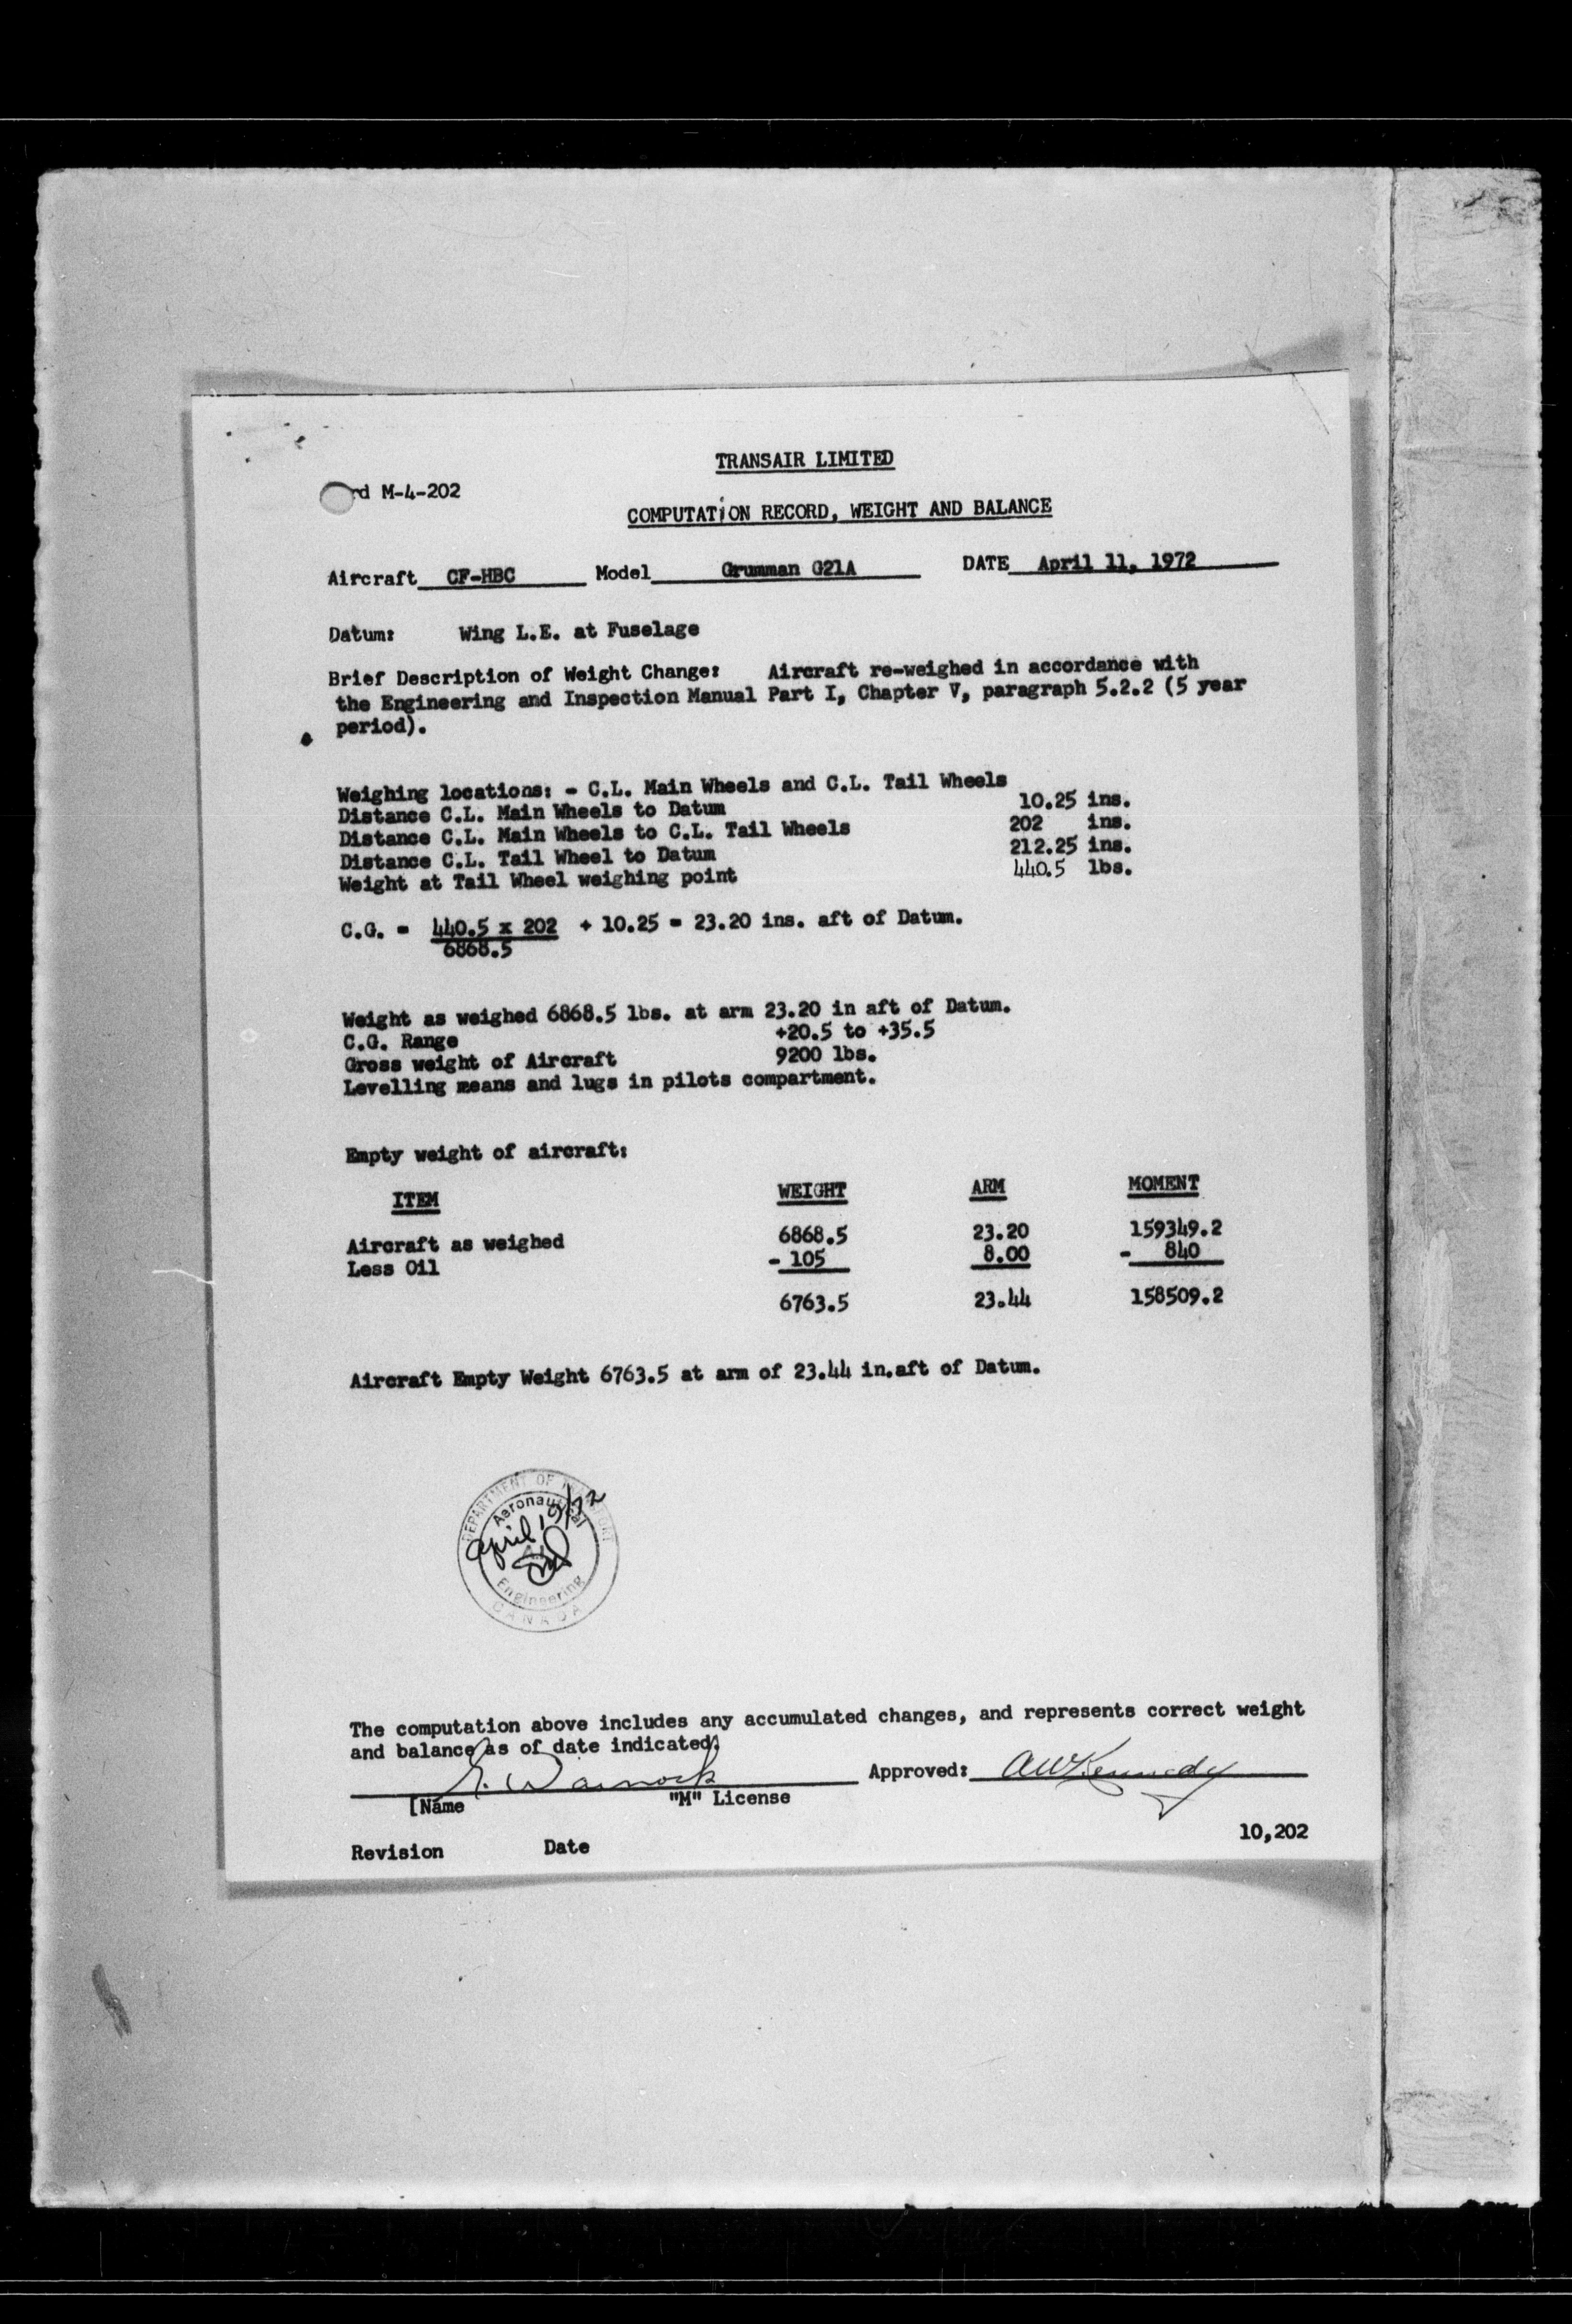 TRANSAIR LIMITED
rd M-4-202
COMPUTATiON RECORD, WEIGHT AND BALANCE
Aircraft CF-HBC Model Grumman G21A DATE April 11, 1972
Datum: Wing L.E. at Fuselage
Brief Description of Weight Change: Aircraft re-weighed in accordance with
the Engineering and Inspection Manual Part I, Chapter V, paragraph 5.2.2 (5 year
period).
Weighing locations: - C.L. Main Wheels and C.L. Tail Wheels
Distance C.L. Main Wheels to Datum 10.25 ins.
Distance C.L. Main Wheels to C.L. Tail Wheels 202 ins.
Distance C.L. Tail Wheel to Datum 212.25 ins.
Weight at Tail Wheel weighing point 440.5 lbs.
C.G. = 440.5 x 202 + 10.25 = 23.20 ins. aft of Datum.
6868.5
Weight as weighed 6868.5 lbs. at arm 23.20 in aft of Datum.
C.G. Range +20.5 to +35.5
Gross weight of Aircraft 9200 lbs.
Levelling means and lugs in pilots compartment.
Empty weight of aircraft:
ITEM WEIGHT ARM MOMENT
Aircraft as weighed 6868.5 23.20 159349.2
Less Oil - 105 8.00 - 840
6763.5 23.44 158509.2
Aircraft Empty Weight 6763.5 at arm of 23.44 in.aft of Datum.
DEPARTMENT OF TRANSPORT
Aeronautical
April 19/72
Engineering
CANADA
The computation above includes any accumulated changes, and represents correct weight
and balance as of date indicated.
Warnock Approved: AW Kennedy
[Name "M" License
10,202
Revision Date